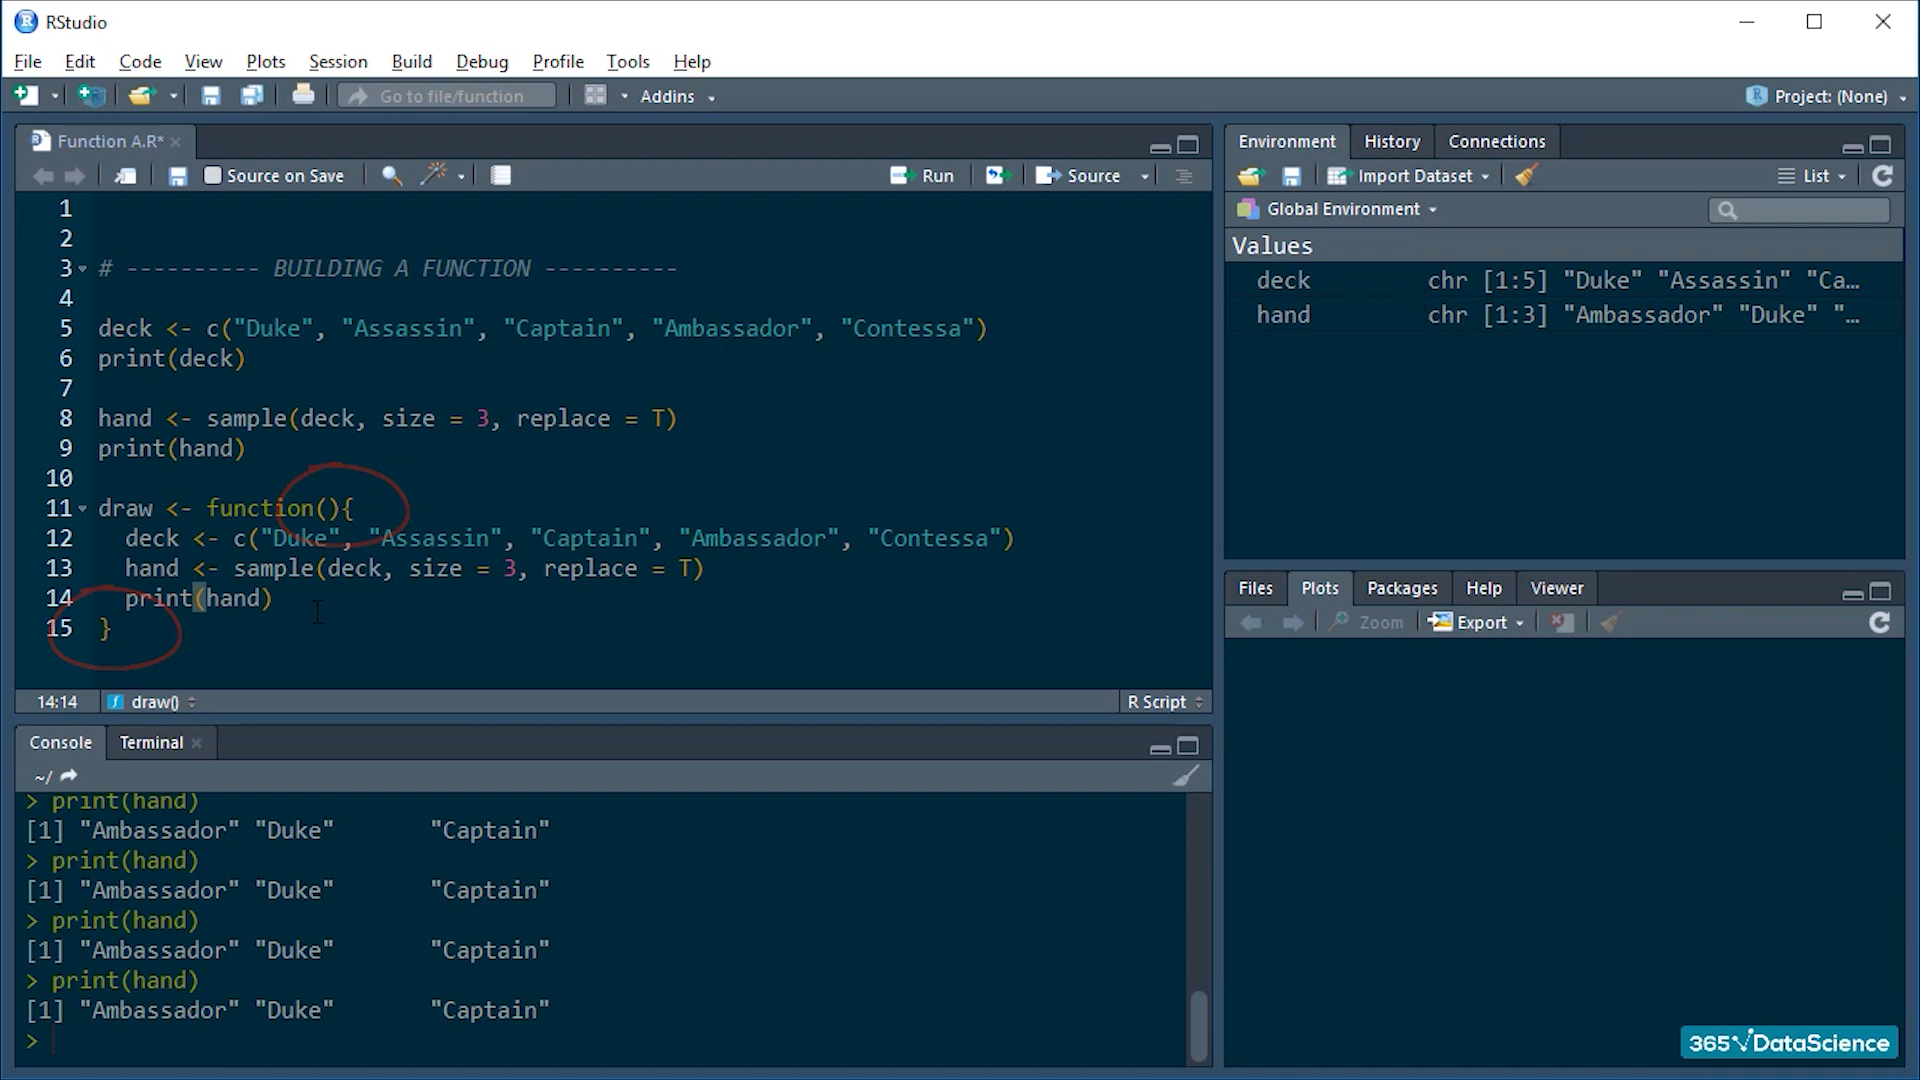 RStudio
File Edit Code View Plots Session Build Debug Profile Tools Help
Go to file/function Addins Project: (None)
Function A.R*
Source on Save Run Source
1
2
3 # ---------- BUILDING A FUNCTION ----------
4
5 deck <- c("Duke", "Assassin", "Captain", "Ambassador", "Contessa")
6 print(deck)
7
8 hand <- sample(deck, size = 3, replace = T)
9 print(hand)
10
11 draw <- function(){
12 deck <- c("Duke", "Assassin", "Captain", "Ambassador", "Contessa")
13 hand <- sample(deck, size = 3, replace = T)
14 print(hand)
15 }
14:14 draw() R Script
Console Terminal
~/
> print(hand)
[1] "Ambassador" "Duke" "Captain"
> print(hand)
[1] "Ambassador" "Duke" "Captain"
> print(hand)
[1] "Ambassador" "Duke" "Captain"
> print(hand)
[1] "Ambassador" "Duke" "Captain"
>
Environment History Connections
Import Dataset List
Global Environment
Values
deck chr [1:5] "Duke" "Assassin" "Ca…
hand chr [1:3] "Ambassador" "Duke" "…
Files Plots Packages Help Viewer
Zoom Export
365 DataScience